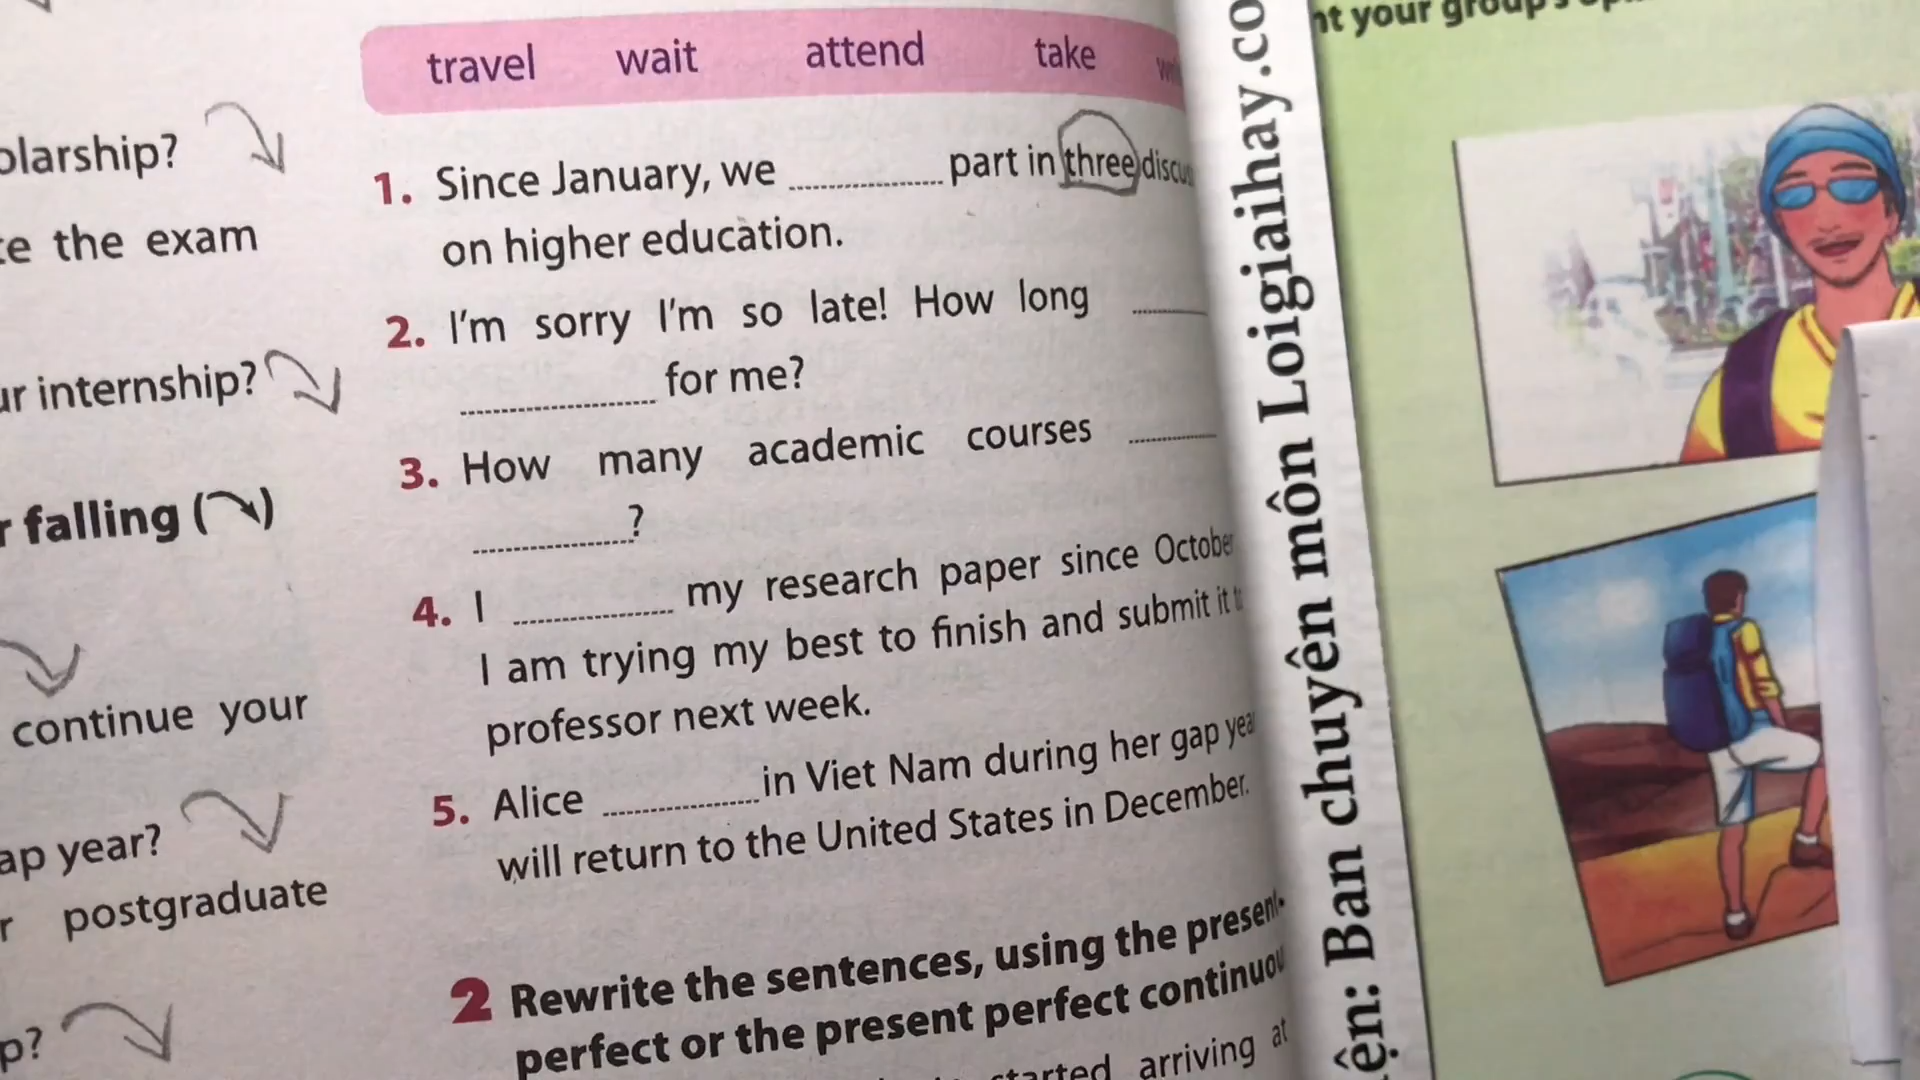 travel wait attend take
olarship?
te the exam
ur internship?
r falling ( )
continue your
ap year?
r postgraduate
p?
1. Since January, we .................. part in three
on higher education.
2. I'm sorry I'm so late! How long ..........
.................. for me?
3. How many academic courses ..........
..................?
4. I .................. my research paper since October
I am trying my best to finish and submit it
professor next week.
5. Alice .................. in Viet Nam during her gap
will return to the United States in December.
2 Rewrite the sentences, using the present
perfect or the present perfect
started arriving at
nt your group's
ện: Ban chuyên môn Loigiaihay.co